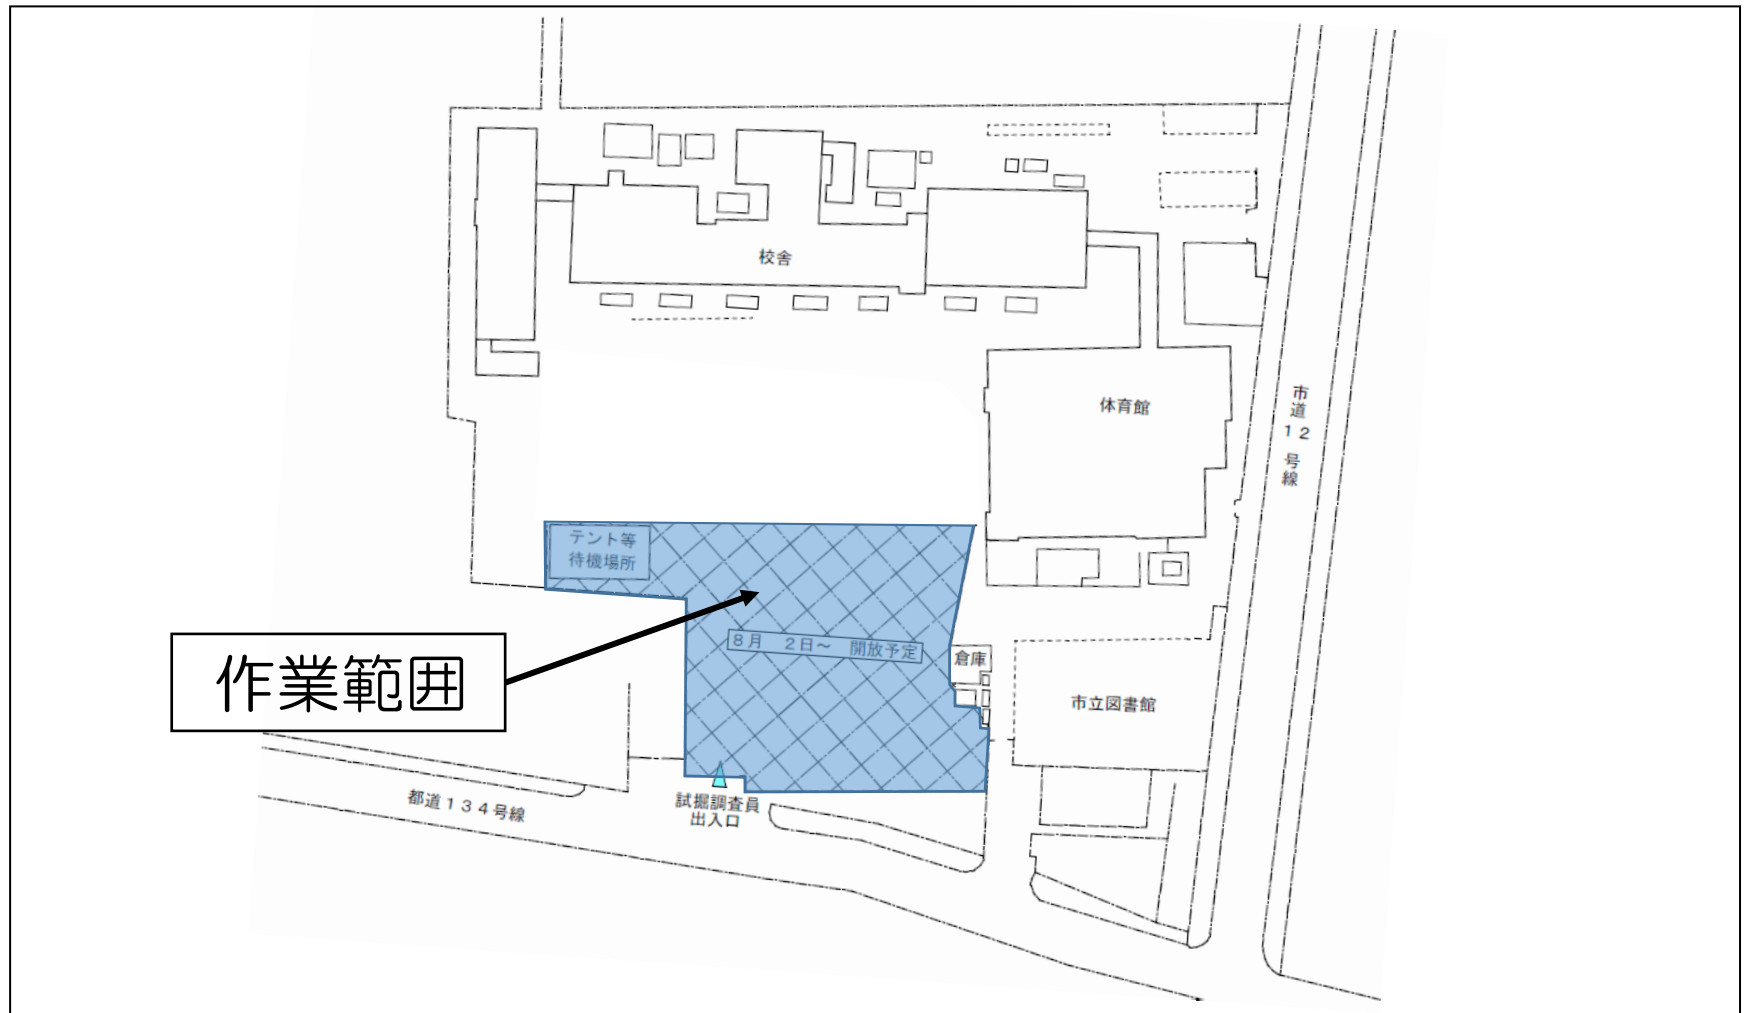 校舎
体育館
市道12号線
テント等
待機場所
8月　2日～　開放予定
倉庫
作業範囲
市立図書館
試掘調査員
出入口
都道134号線